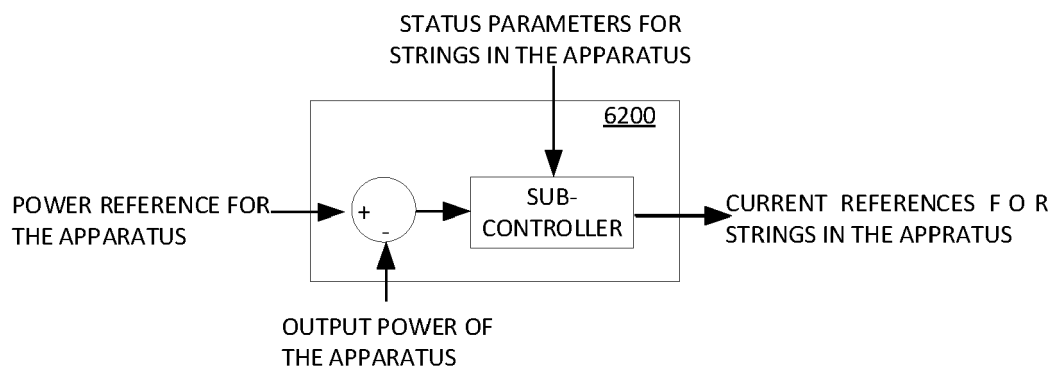 STATUS PARAMETERS FOR
STRINGS IN THE APPARATUS
6200
POWER REFERENCE FOR
THE APPARATUS
+
-
SUB-
CONTROLLER
CURRENT REFERENCES F O R
STRINGS IN THE APPRATUS
OUTPUT POWER OF
THE APPARATUS